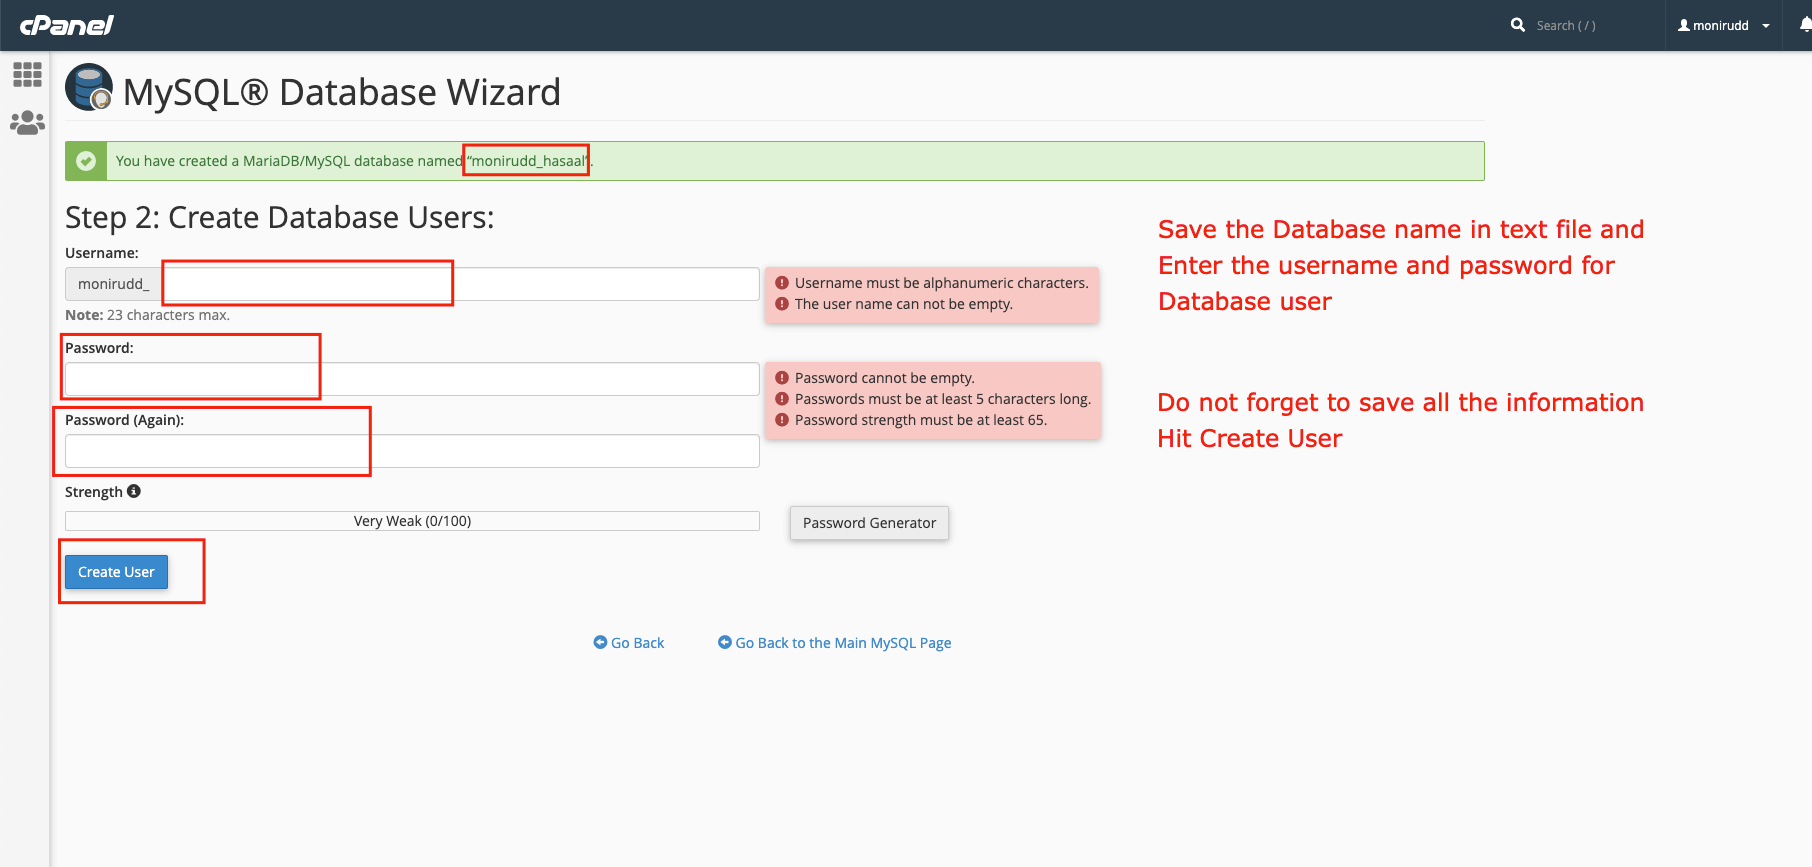 cPanel
Search ( / )
monirudd
MySQL® Database Wizard
You have created a MariaDB/MySQL database named “monirudd_hasaal”.
Step 2: Create Database Users:
Username:
monirudd_
Username must be alphanumeric characters.
The user name can not be empty.
Note: 23 characters max.
Password:
Password cannot be empty.
Passwords must be at least 5 characters long.
Password strength must be at least 65.
Password (Again):
Strength
Very Weak (0/100)
Password Generator
Create User
Go Back
Go Back to the Main MySQL Page
Save the Database name in text file and
Enter the username and password for
Database user
Do not forget to save all the information
Hit Create User